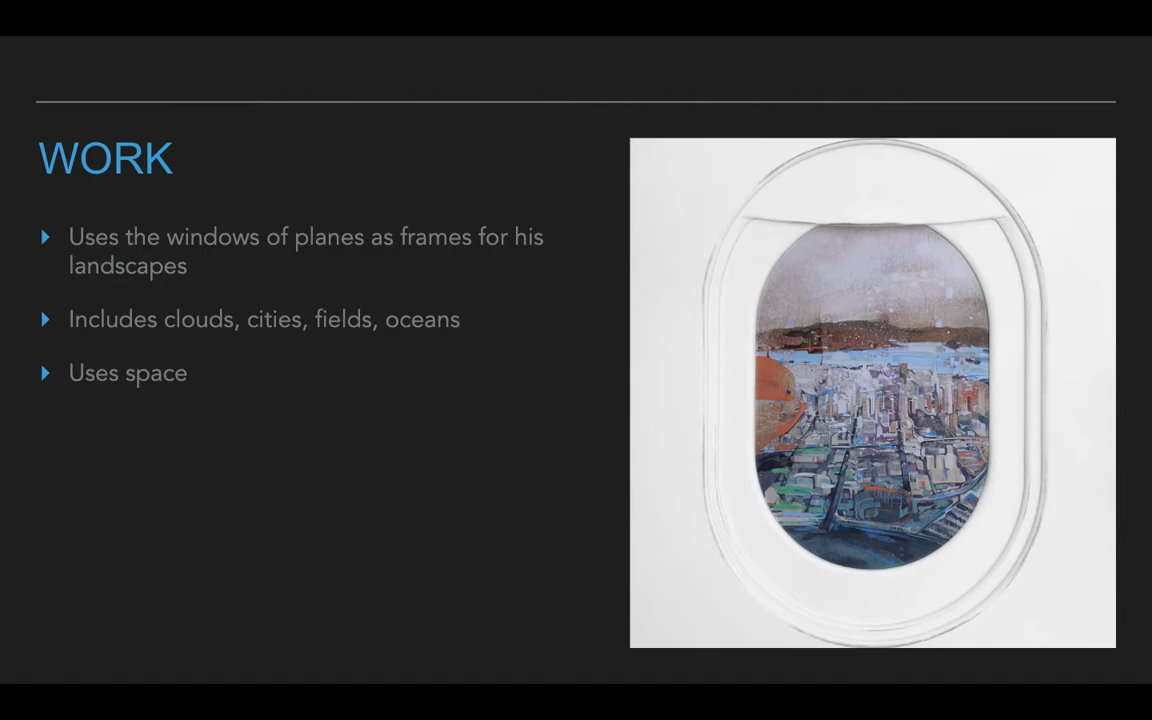 WORK
Uses the windows of planes as frames for his
landscapes
Includes clouds, cities, fields, oceans
Uses space